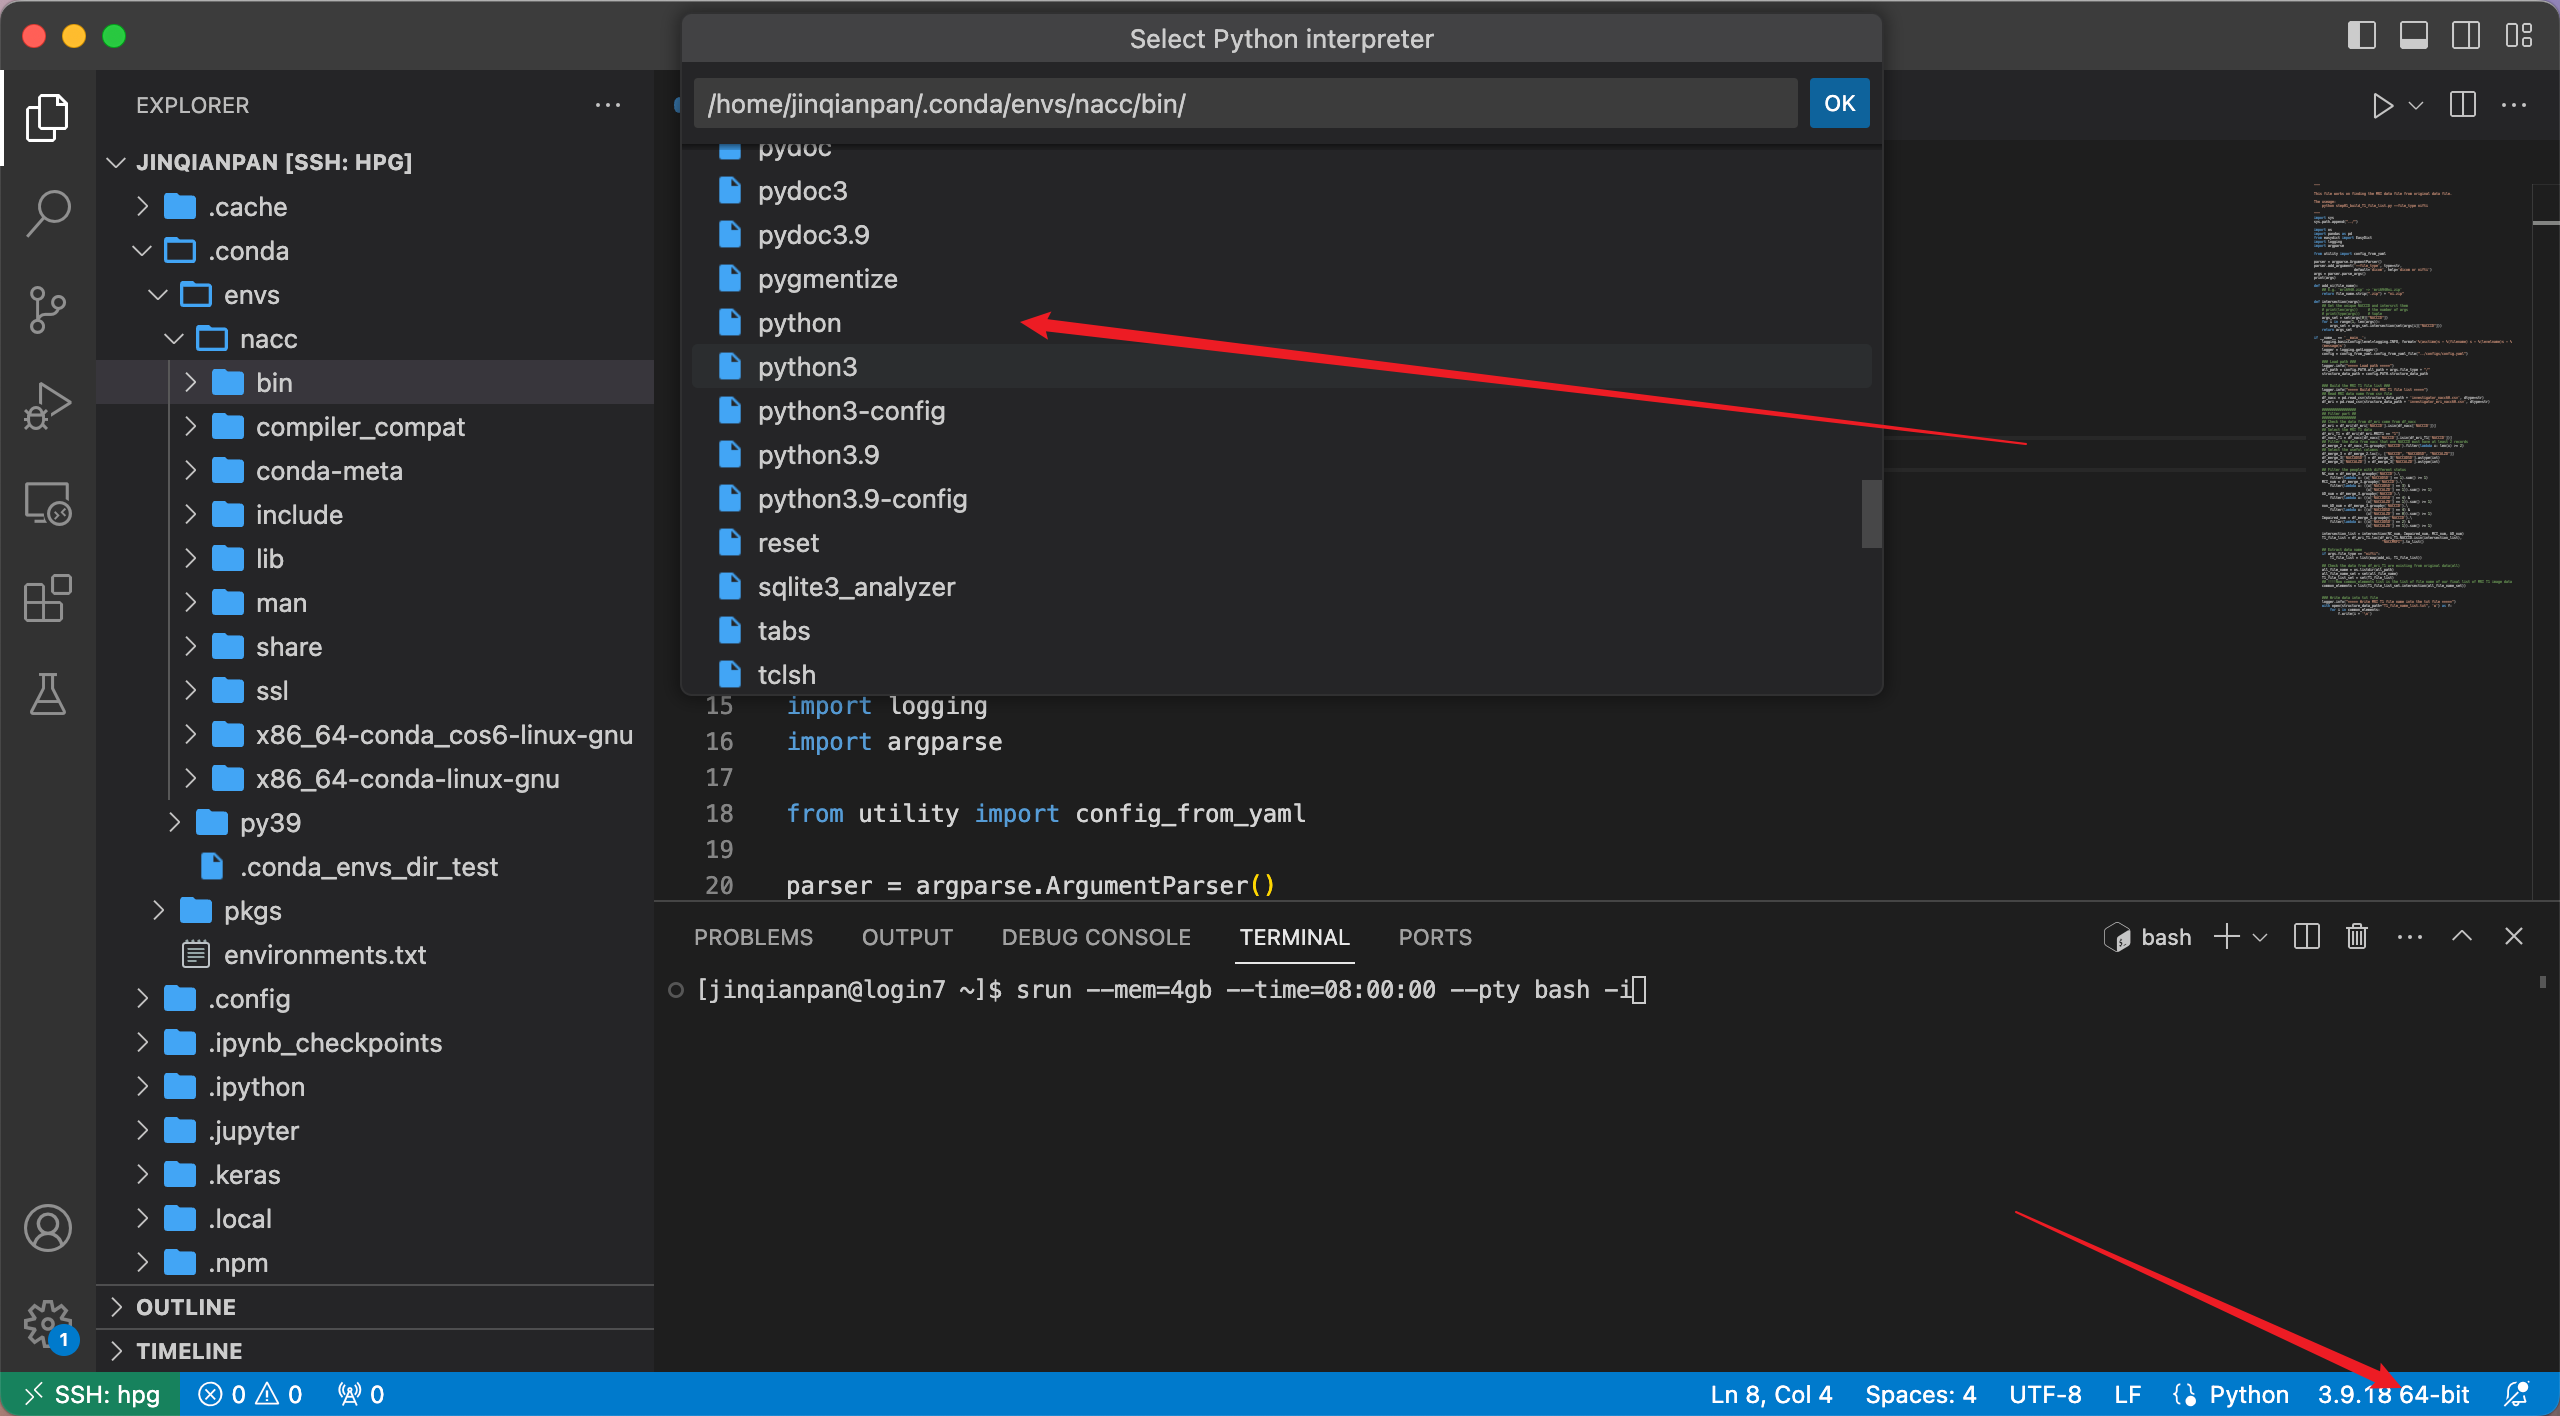 Select Python interpreter
/home/jinqianpan/.conda/envs/nacc/bin/
OK
pydoc
pydoc3
pydoc3.9
pygmentize
python
python3
python3-config
python3.9
python3.9-config
reset
sqlite3_analyzer
tabs
tclsh
EXPLORER
JINQIANPAN [SSH: HPG]
.cache
.conda
envs
nacc
bin
compiler_compat
conda-meta
include
lib
man
share
ssl
x86_64-conda_cos6-linux-gnu
x86_64-conda-linux-gnu
py39
.conda_envs_dir_test
pkgs
environments.txt
.config
.ipynb_checkpoints
.ipython
.jupyter
.keras
.local
.npm
OUTLINE
TIMELINE
1
15 import logging
16 import argparse
17
18 from utility import config_from_yaml
19
20 parser = argparse.ArgumentParser()
PROBLEMS OUTPUT DEBUG CONSOLE TERMINAL PORTS
bash
[jinqianpan@login7 ~]$ srun --mem=4gb --time=08:00:00 --pty bash -i
SSH: hpg 0 0 0
Ln 8, Col 4 Spaces: 4 UTF-8 LF Python 3.9.18 64-bit